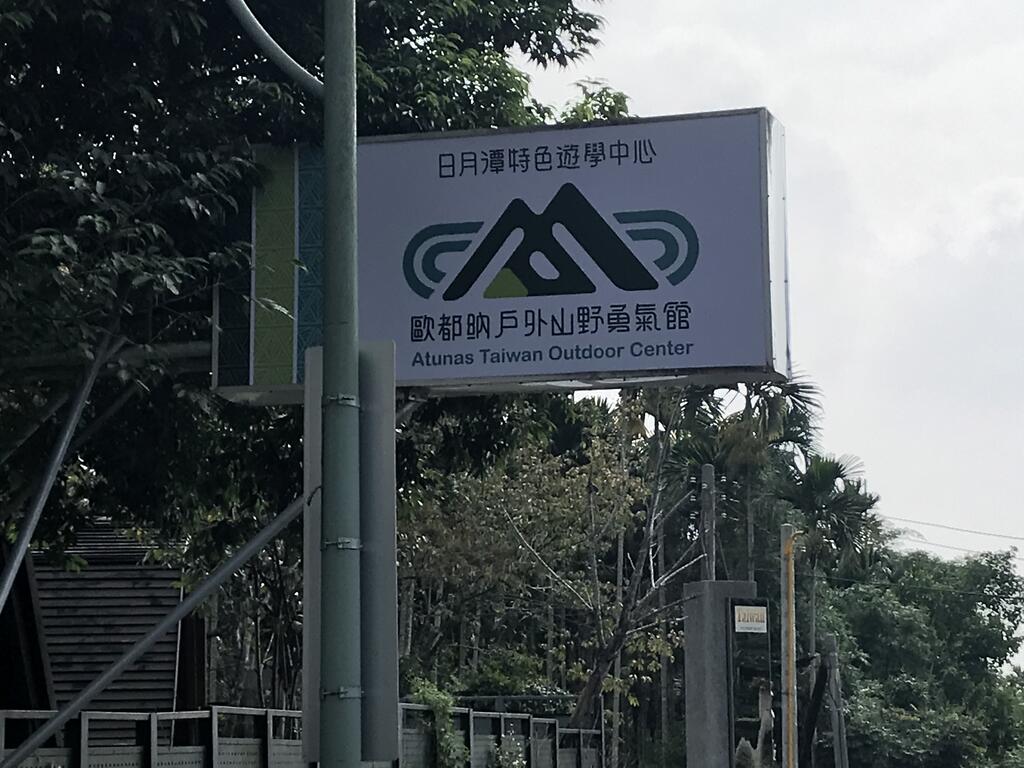 日月潭特色遊學中心
歐都納戶外山野勇氣館
Atunas Taiwan Outdoor Center
Taiwan